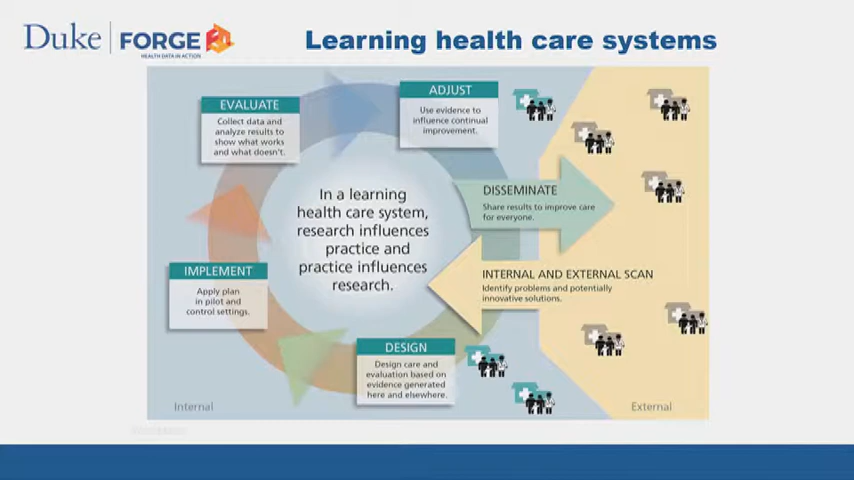 Duke
FORGE
HEALTH DATA IN ACTION
Learning health care systems
ADJUST
Use evidence to
influence continual
improvement.
EVALUATE
Collect data and
analyze results to
show what works
and what doesn't.
DISSEMINATE
Share results to improve care
for everyone.
In a learning
health care system,
research influences
practice and
practice influences
research.
INTERNAL AND EXTERNAL SCAN
Identify problems and potentially
innovative solutions.
IMPLEMENT
Apply plan
in pilot and
control settings.
DESIGN
Design care and
evaluation based on
evidence generated
here and elsewhere.
Internal
External